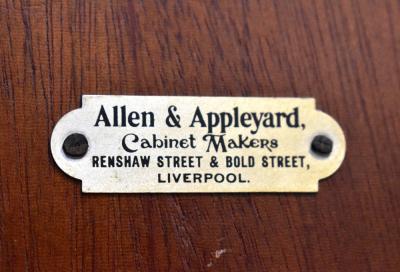 Allen & Appleyard,
Cabinet Makers
RENSHAW STREET & BOLD STREET,
LIVERPOOL.